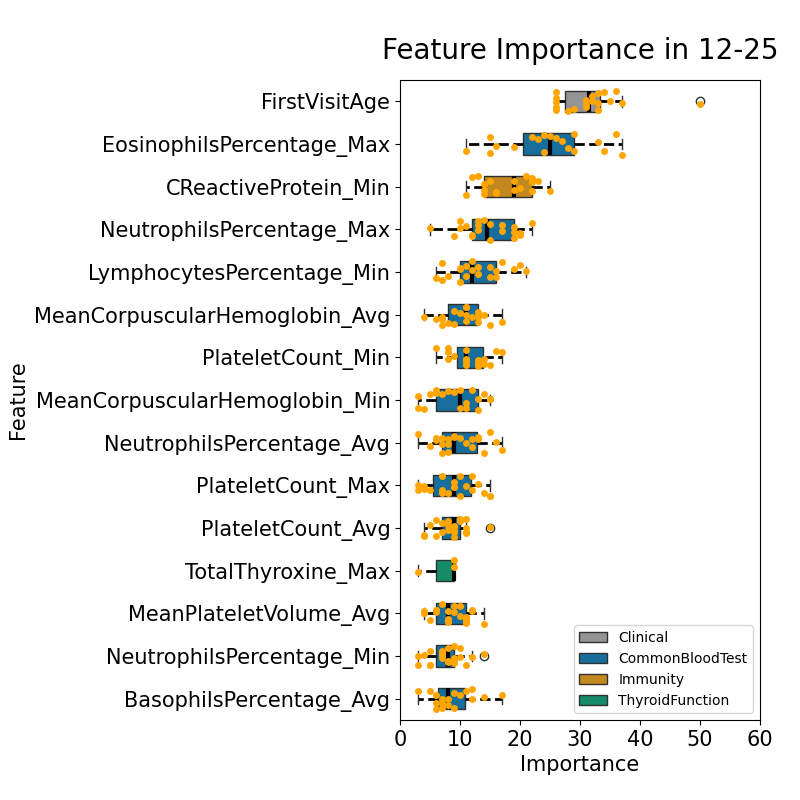 Feature Importance in 12-25
FirstVisitAge
EosinophilsPercentage_Max
CReactiveProtein_Min
NeutrophilsPercentage_Max
LymphocytesPercentage_Min
MeanCorpuscularHemoglobin_Avg
PlateletCount_Min
MeanCorpuscularHemoglobin_Min
NeutrophilsPercentage_Avg
PlateletCount_Max
PlateletCount_Avg
TotalThyroxine_Max
MeanPlateletVolume_Avg
NeutrophilsPercentage_Min
BasophilsPercentage_Avg
Feature
Clinical
CommonBloodTest
Immunity
ThyroidFunction
0 10 20 30 40 50 60
Importance